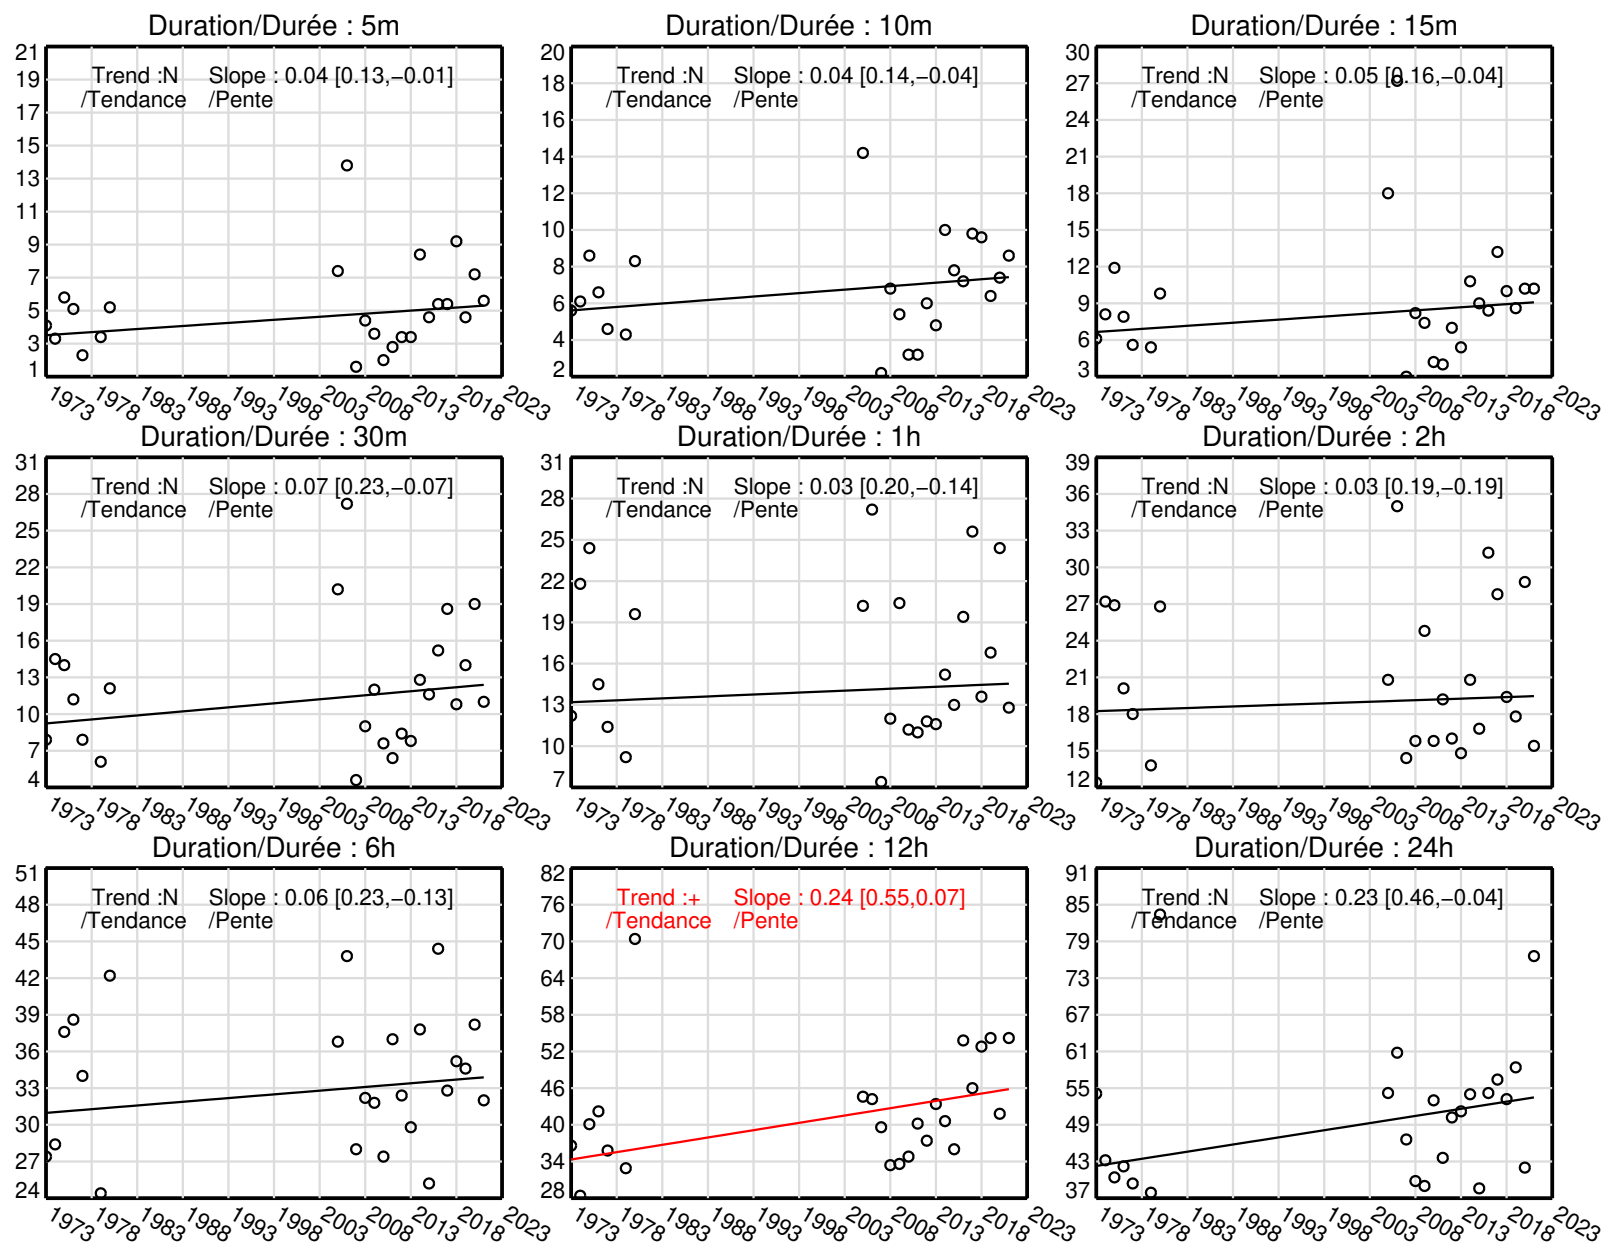 Duration/Durée : 5m
Trend :N Slope : 0.04 [0.13,−0.01]
/Tendance /Pente
21
19
17
15
13
11
9
7
5
3
1
1973 1978 1983 1988 1993 1998 2003 2008 2013 2018 2023
Duration/Durée : 10m
Trend :N Slope : 0.04 [0.14,−0.04]
/Tendance /Pente
20
18
16
14
12
10
8
6
4
2
1973 1978 1983 1988 1993 1998 2003 2008 2013 2018 2023
Duration/Durée : 15m
Trend :N Slope : 0.05 [0.16,−0.04]
/Tendance /Pente
30
27
24
21
18
15
12
9
6
3
1973 1978 1983 1988 1993 1998 2003 2008 2013 2018 2023
Duration/Durée : 30m
Trend :N Slope : 0.07 [0.23,−0.07]
/Tendance /Pente
31
28
25
22
19
16
13
10
7
4
1973 1978 1983 1988 1993 1998 2003 2008 2013 2018 2023
Duration/Durée : 1h
Trend :N Slope : 0.03 [0.20,−0.14]
/Tendance /Pente
31
28
25
22
19
16
13
10
7
1973 1978 1983 1988 1993 1998 2003 2008 2013 2018 2023
Duration/Durée : 2h
Trend :N Slope : 0.03 [0.19,−0.19]
/Tendance /Pente
39
36
33
30
27
24
21
18
15
12
1973 1978 1983 1988 1993 1998 2003 2008 2013 2018 2023
Duration/Durée : 6h
Trend :N Slope : 0.06 [0.23,−0.13]
/Tendance /Pente
51
48
45
42
39
36
33
30
27
24
1973 1978 1983 1988 1993 1998 2003 2008 2013 2018 2023
Duration/Durée : 12h
Trend :+ Slope : 0.24 [0.55,0.07]
/Tendance /Pente
82
76
70
64
58
52
46
40
34
28
1973 1978 1983 1988 1993 1998 2003 2008 2013 2018 2023
Duration/Durée : 24h
Trend :N Slope : 0.23 [0.46,−0.04]
/Tendance /Pente
91
85
79
73
67
61
55
49
43
37
1973 1978 1983 1988 1993 1998 2003 2008 2013 2018 2023